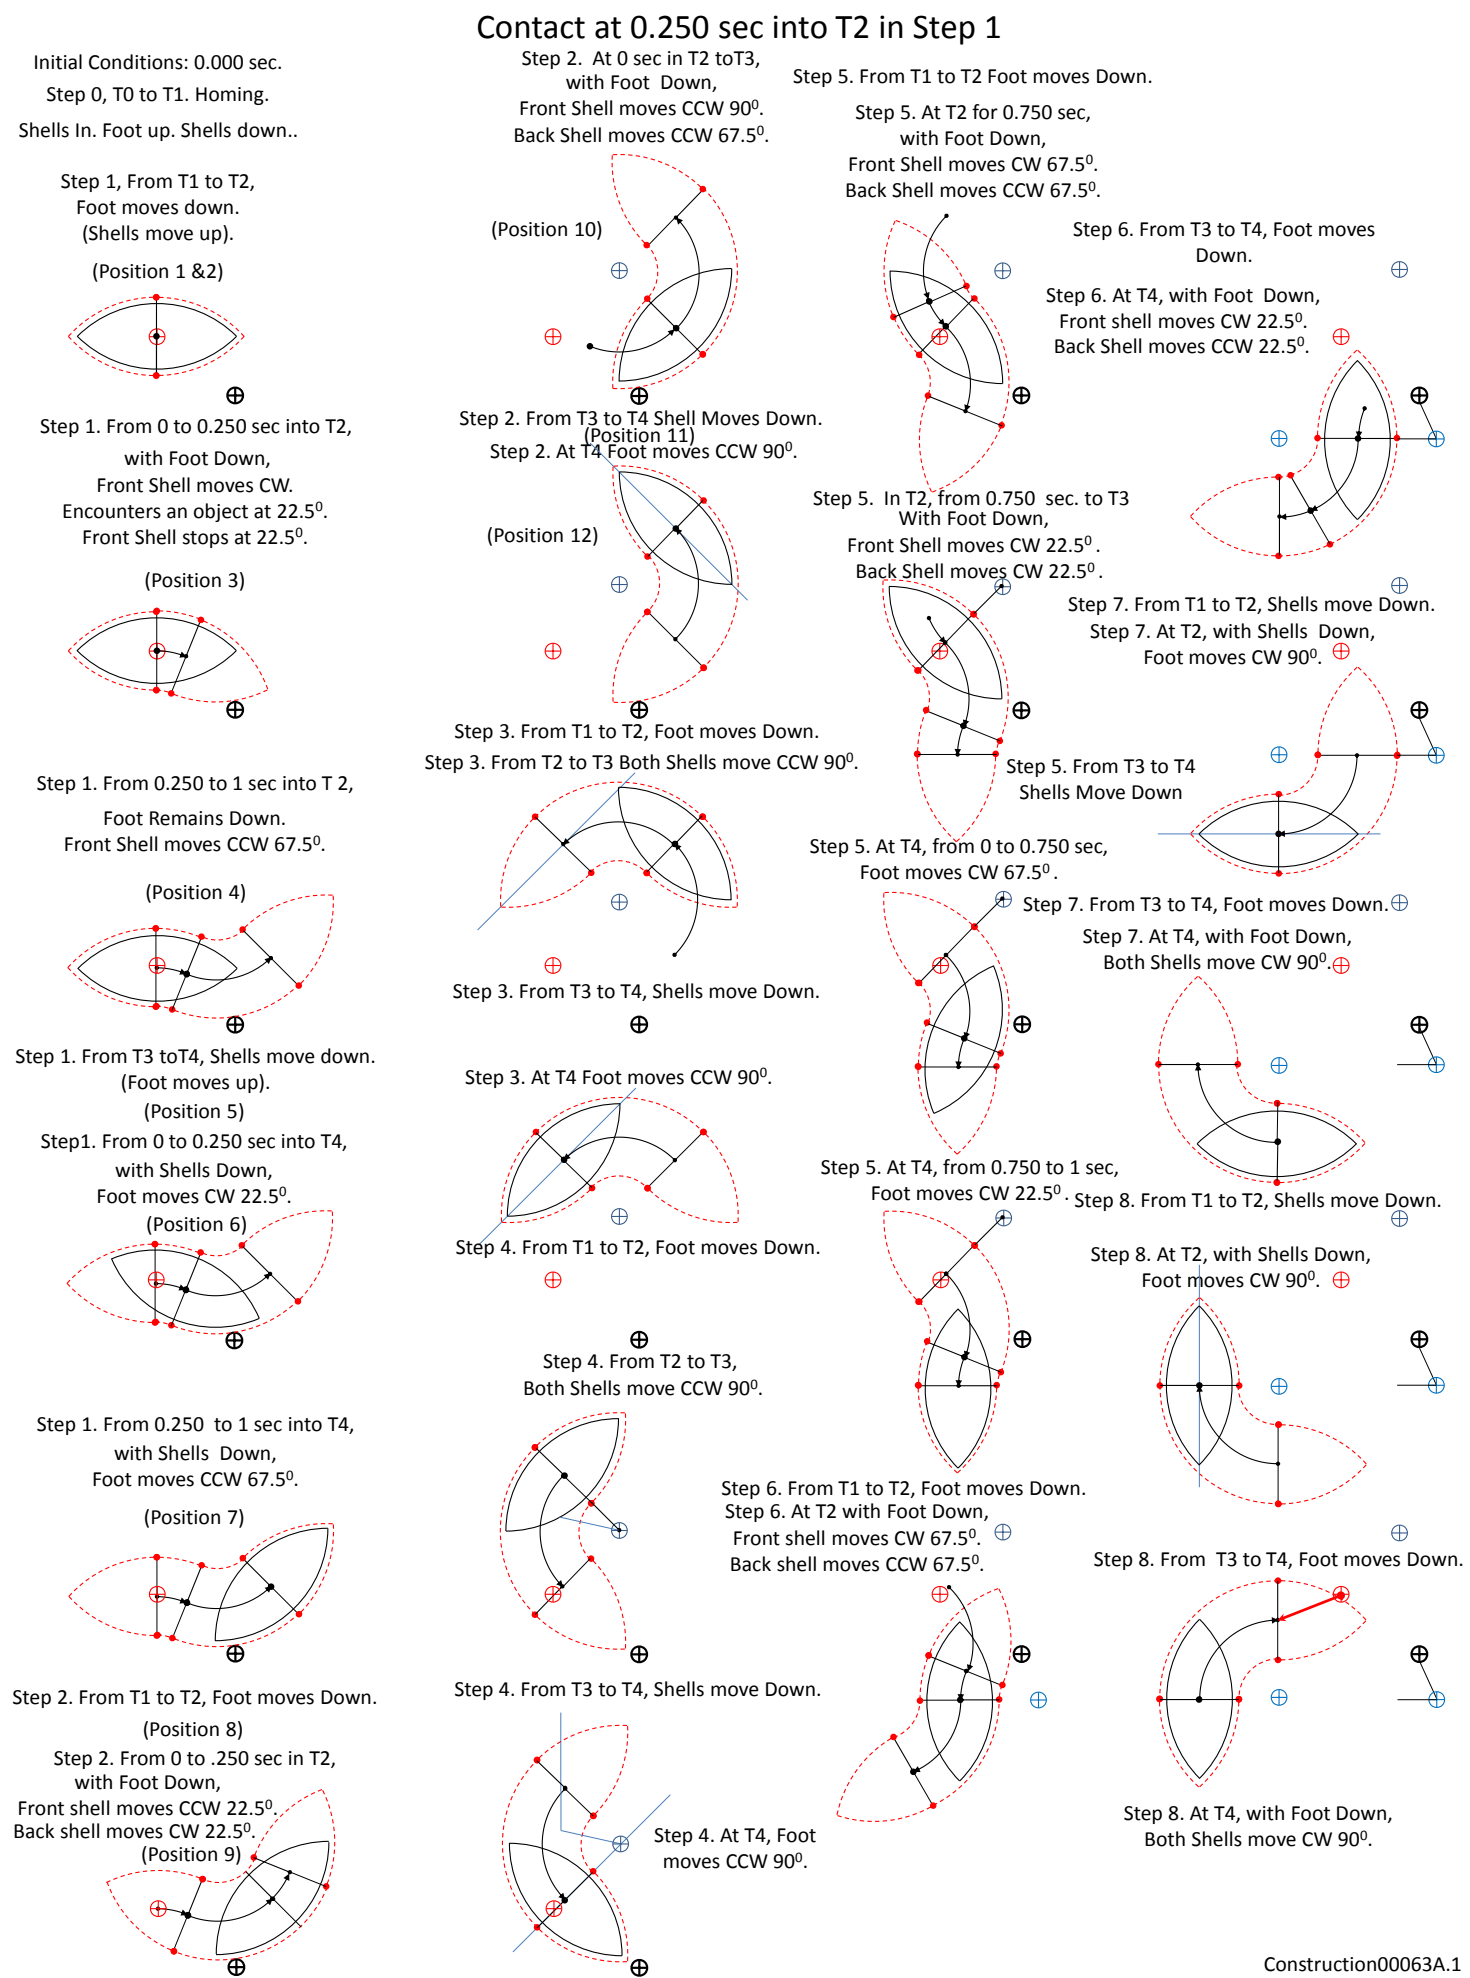 Contact at 0.250 sec into T2 in Step 1
Initial Conditions: 0.000 sec.
Step 0, T0 to T1. Homing.
Shells In. Foot up. Shells down..
Step 1, From T1 to T2,
Foot moves down.
(Shells move up).
(Position 1 &2)
Step 1. From 0 to 0.250 sec into T2,
with Foot Down,
Front Shell moves CW.
Encounters an object at 22.5⁰.
Front Shell stops at 22.5⁰.
(Position 3)
Step 1. From 0.250 to 1 sec into T 2,
Foot Remains Down.
Front Shell moves CCW 67.5⁰.
(Position 4)
Step 1. From T3 toT4, Shells move down.
(Foot moves up).
(Position 5)
Step1. From 0 to 0.250 sec into T4,
with Shells Down,
Foot moves CW 22.5⁰.
(Position 6)
Step 1. From 0.250 to 1 sec into T4,
with Shells Down,
Foot moves CCW 67.5⁰.
(Position 7)
Step 2. From T1 to T2, Foot moves Down.
(Position 8)
Step 2. From 0 to .250 sec in T2,
with Foot Down,
Front shell moves CCW 22.5⁰.
Back shell moves CW 22.5⁰.
(Position 9)
Step 2. At 0 sec in T2 toT3,
with Foot Down,
Front Shell moves CCW 90⁰.
Back Shell moves CCW 67.5⁰.
(Position 10)
Step 2. From T3 to T4 Shell Moves Down.
(Position 11)
Step 2. At T4 Foot moves CCW 90⁰.
(Position 12)
Step 3. From T1 to T2, Foot moves Down.
Step 3. From T2 to T3 Both Shells move CCW 90⁰.
Step 3. From T3 to T4, Shells move Down.
Step 3. At T4 Foot moves CCW 90⁰.
Step 4. From T1 to T2, Foot moves Down.
Step 4. From T2 to T3,
Both Shells move CCW 90⁰.
Step 4. From T3 to T4, Shells move Down.
Step 4. At T4, Foot
moves CCW 90⁰.
Step 5. From T1 to T2 Foot moves Down.
Step 5. At T2 for 0.750 sec,
with Foot Down,
Front Shell moves CW 67.5⁰.
Back Shell moves CCW 67.5⁰.
Step 5. In T2, from 0.750 sec. to T3
With Foot Down,
Front Shell moves CW 22.5⁰.
Back Shell moves CW 22.5⁰.
Step 5. From T3 to T4
Shells Move Down
Step 5. At T4, from 0 to 0.750 sec,
Foot moves CW 67.5⁰.
Step 5. At T4, from 0.750 to 1 sec,
Foot moves CW 22.5⁰.
Step 6. From T1 to T2, Foot moves Down.
Step 6. At T2 with Foot Down,
Front shell moves CW 67.5⁰.
Back shell moves CCW 67.5⁰.
Step 6. From T3 to T4, Foot moves
Down.
Step 6. At T4, with Foot Down,
Front shell moves CW 22.5⁰.
Back Shell moves CCW 22.5⁰.
Step 7. From T1 to T2, Shells move Down.
Step 7. At T2, with Shells Down,
Foot moves CW 90⁰.
Step 7. From T3 to T4, Foot moves Down.
Step 7. At T4, with Foot Down,
Both Shells move CW 90⁰.
Step 8. From T1 to T2, Shells move Down.
Step 8. At T2, with Shells Down,
Foot moves CW 90⁰.
Step 8. From T3 to T4, Foot moves Down.
Step 8. At T4, with Foot Down,
Both Shells move CW 90⁰.
Construction00063A.1